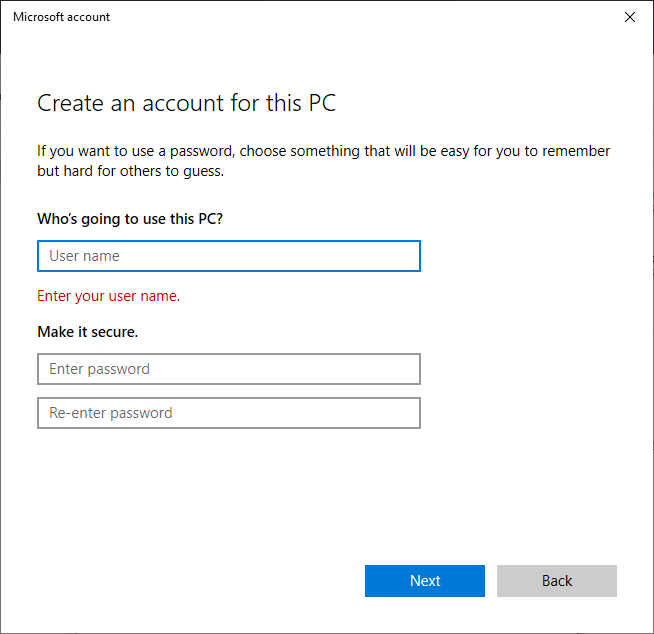 Microsoft account
Create an account for this PC
If you want to use a password, choose something that will be easy for you to remember
but hard for others to guess.
Who's going to use this PC?
User name
Enter your user name.
Make it secure.
Enter password
Re-enter password
Next
Back